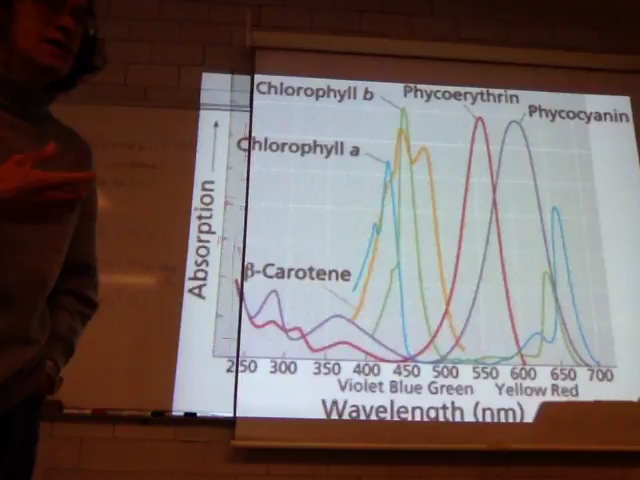 Chlorophyll b
Phycoerythrin
Phycocyanin
Chlorophyll a
Absorption
β-Carotene
250 300 350 400 450 500 550 600 650 700
Violet Blue Green Yellow Red
Wavelength (nm)